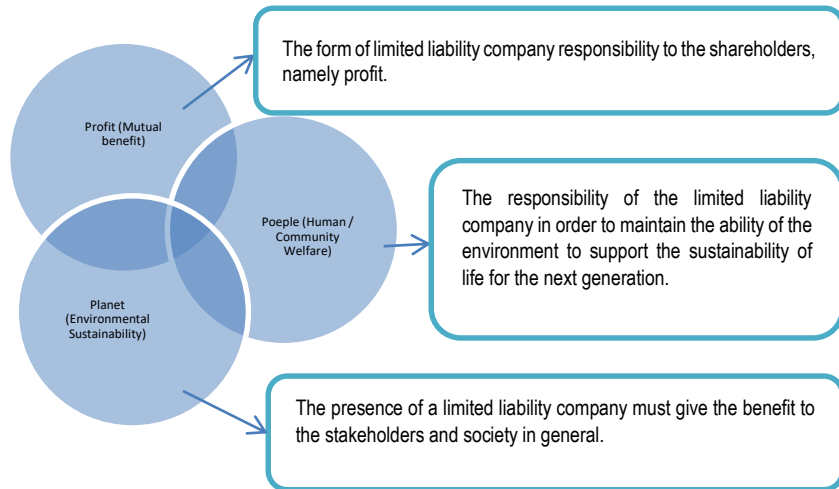 The form of limited liability company responsibility to the shareholders,
namely profit.
Profit (Mutual
benefit)
Poeple (Human /
Community
Welfare)
The responsibility of the limited liability
company in order to maintain the ability of the
environment to support the sustainability of
life for the next generation.
Planet
(Environmental
Sustainability)
The presence of a limited liability company must give the benefit to
the stakeholders and society in general.